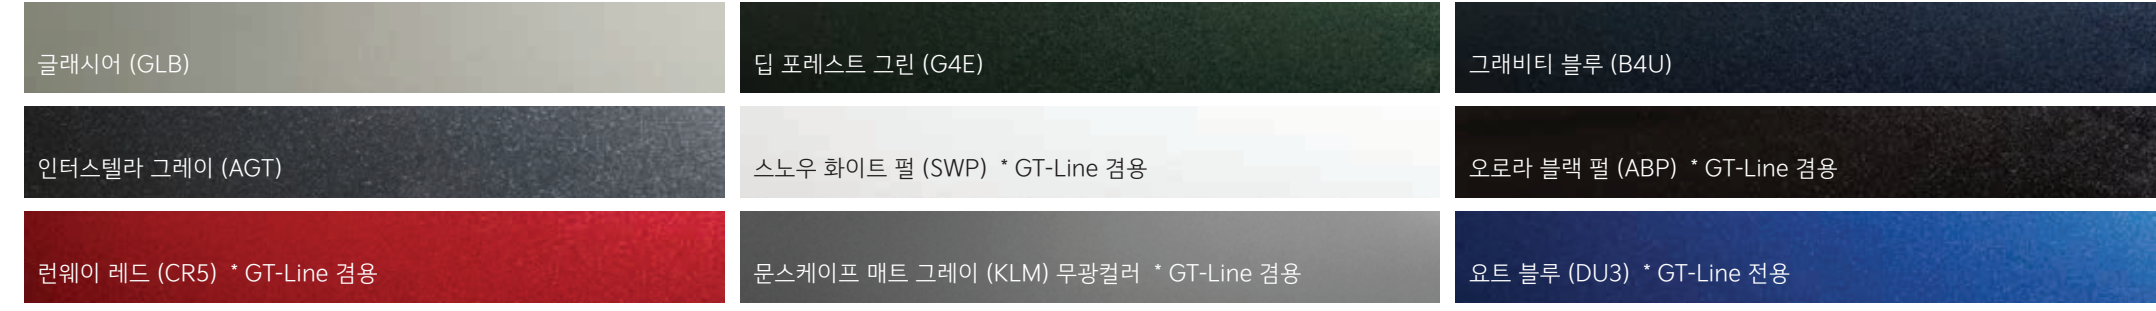 글래시어 (GLB)
딥 포레스트 그린 (G4E)
그래비티 블루 (B4U)
인터스텔라 그레이 (AGT)
스노우 화이트 펄 (SWP) * GT-Line 겸용
오로라 블랙 펄 (ABP) * GT-Line 겸용
런웨이 레드 (CR5) * GT-Line 겸용
문스케이프 매트 그레이 (KLM) 무광컬러 * GT-Line 겸용
요트 블루 (DU3) * GT-Line 전용